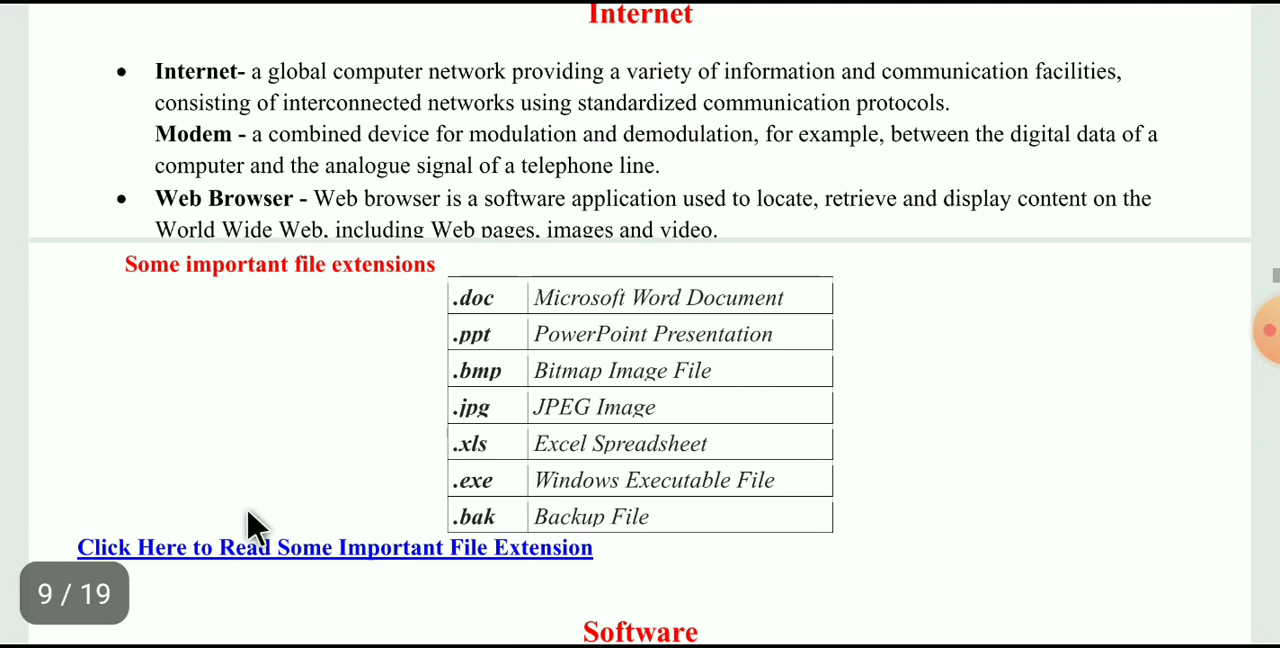 Internet
• Internet- a global computer network providing a variety of information and communication facilities,
consisting of interconnected networks using standardized communication protocols.
Modem - a combined device for modulation and demodulation, for example, between the digital data of a
computer and the analogue signal of a telephone line.
• Web Browser - Web browser is a software application used to locate, retrieve and display content on the
World Wide Web, including Web pages, images and video.
Some important file extensions
.doc Microsoft Word Document
.ppt PowerPoint Presentation
.bmp Bitmap Image File
.jpg JPEG Image
.xls Excel Spreadsheet
.exe Windows Executable File
.bak Backup File
Click Here to Read Some Important File Extension
9 / 19
Software